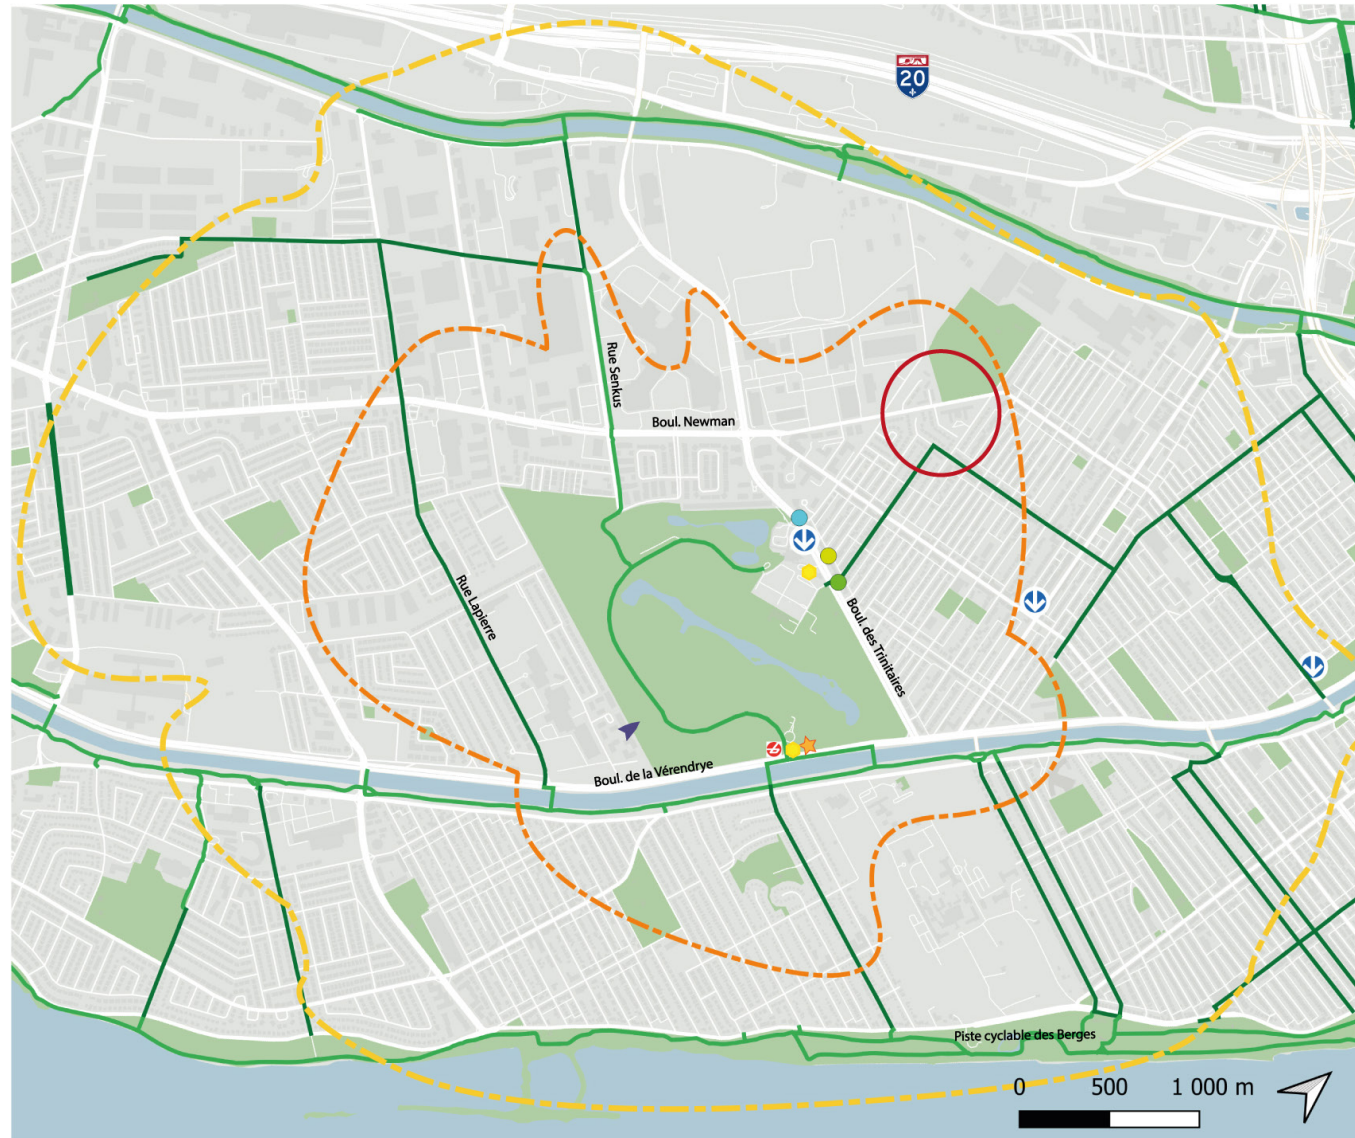 20
Rue Senkus
Boul. Newman
Rue Lapierre
Boul. des Trinitaires
Boul. de la Vérendrye
Piste cyclable des Berges
0 500 1 000 m